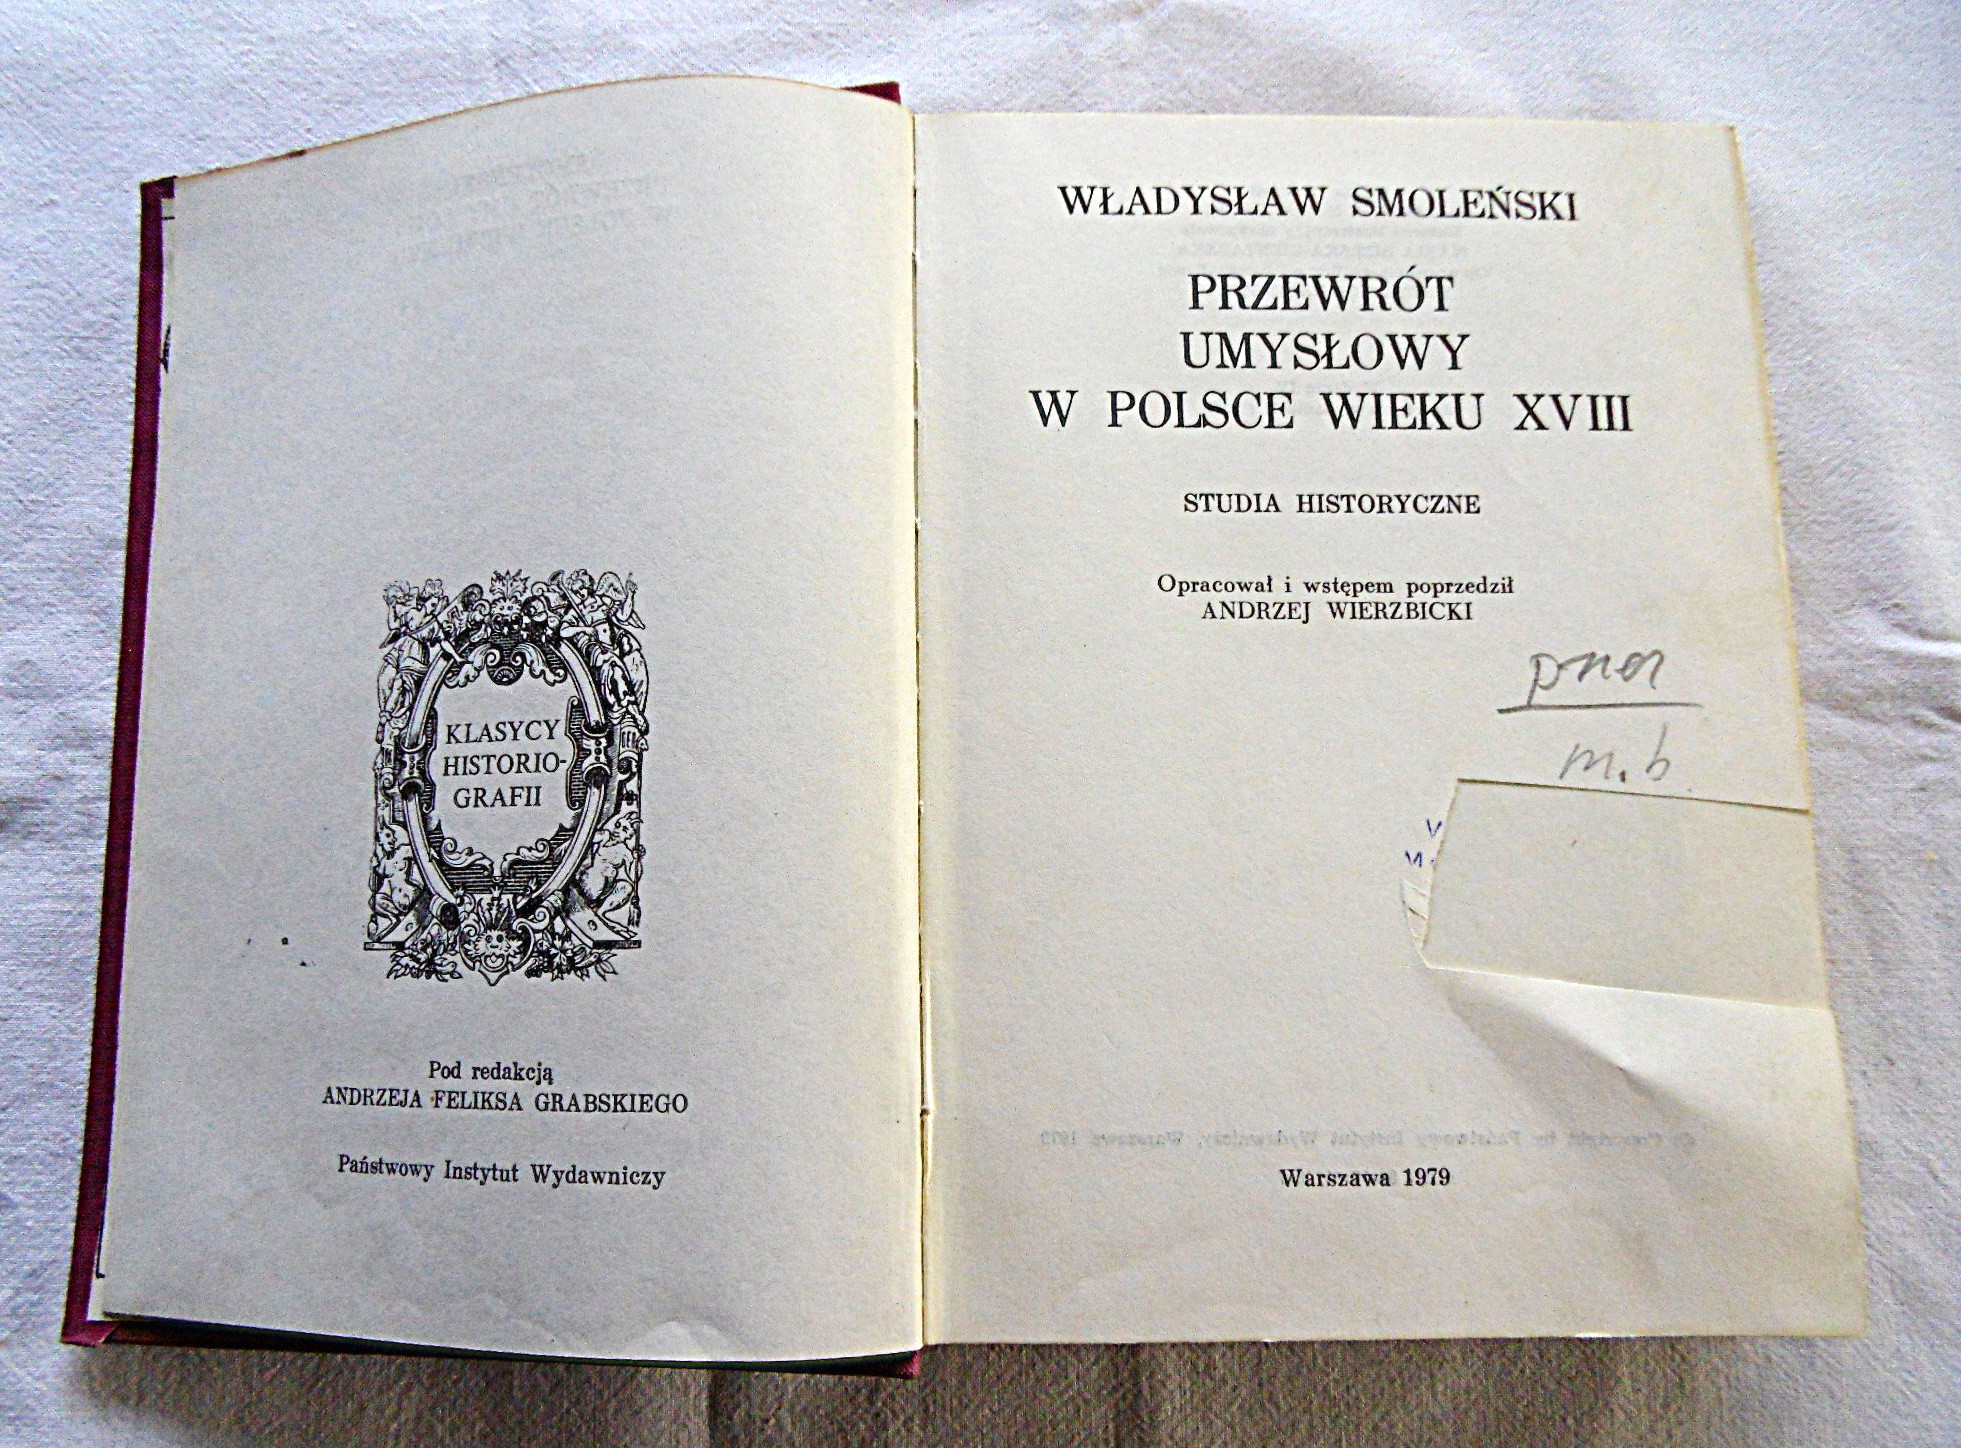 KLASYCY
HISTORIO-
GRAFII
Pod redakcją
ANDRZEJA FELIKSA GRABSKIEGO
Państwowy Instytut Wydawniczy
WŁADYSŁAW SMOLEŃSKI
PRZEWRÓT
UMYSŁOWY
W POLSCE WIEKU XVIII
STUDIA HISTORYCZNE
Opracował i wstępem poprzedził
ANDRZEJ WIERZBICKI
m.b
Warszawa 1979